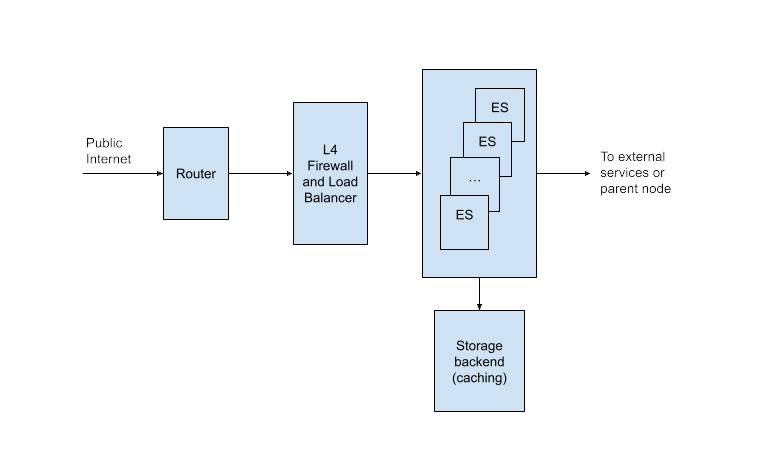 Public
Internet
Router
L4
Firewall
and Load
Balancer
ES
ES
...
ES
To external
services or
parent node
Storage
backend
(caching)